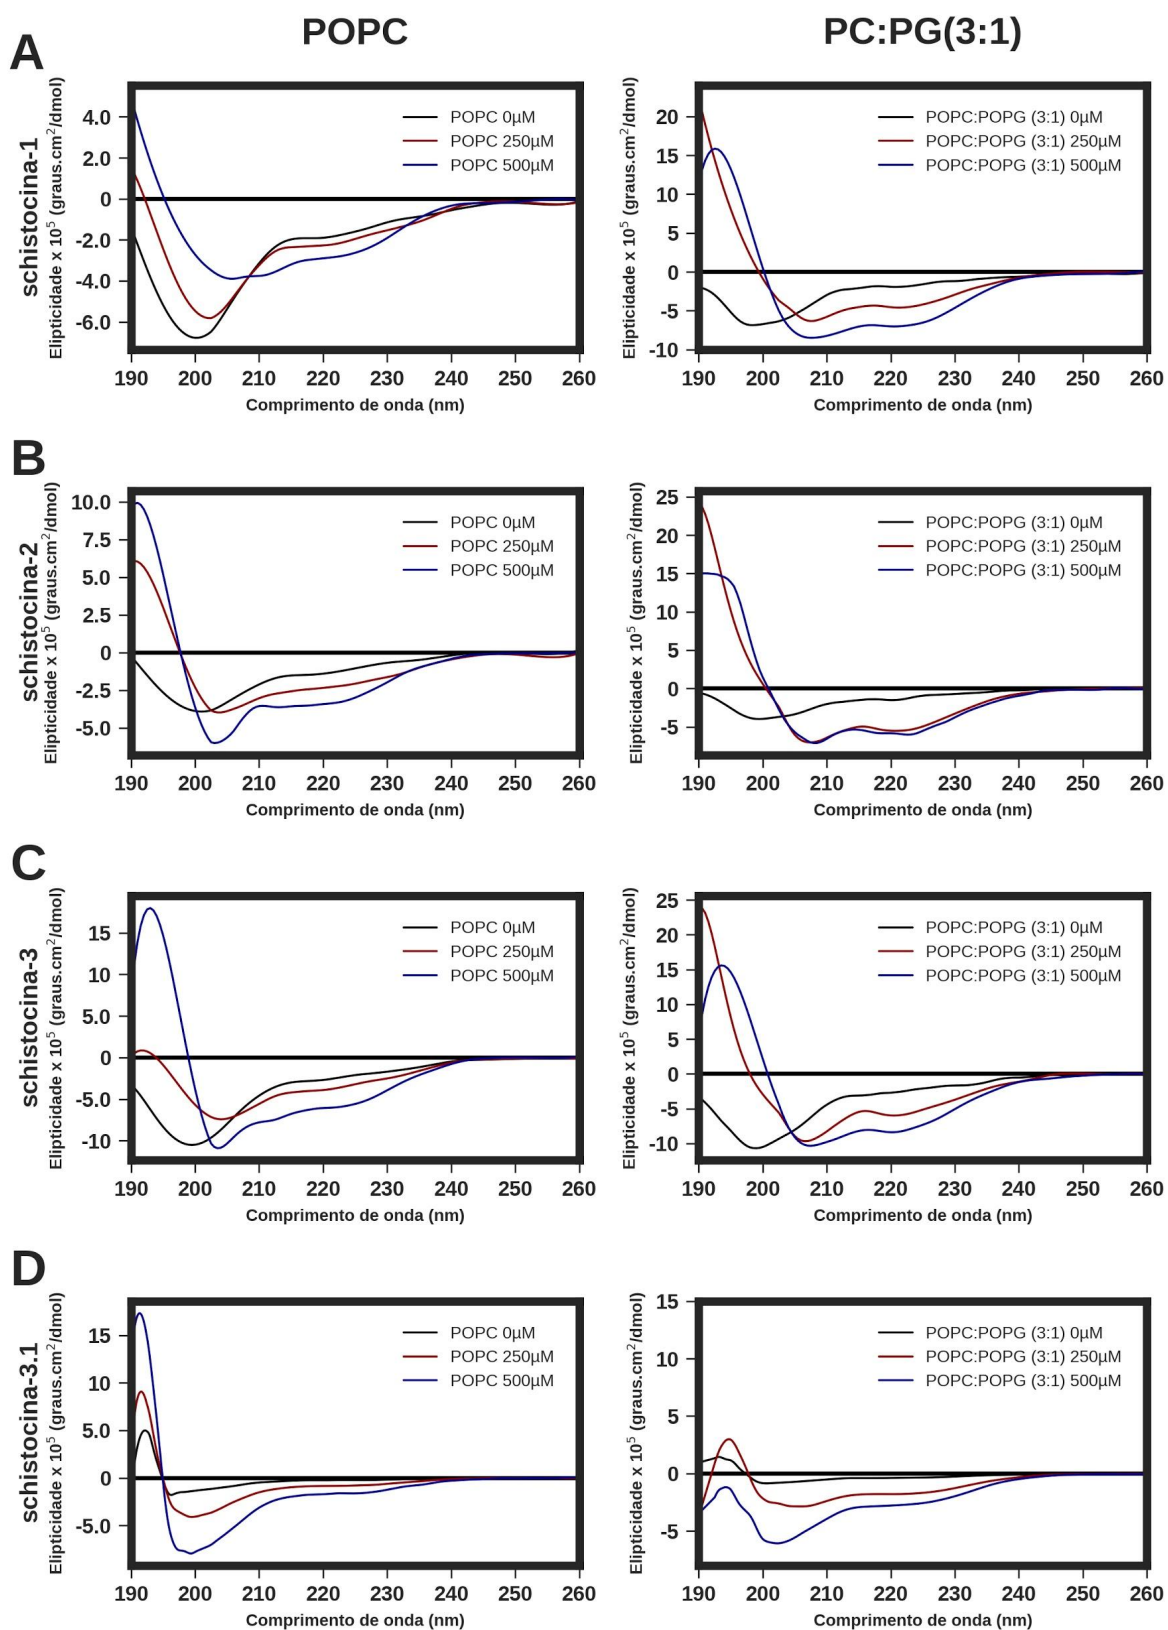 POPC PC:PG(3:1)
A
schistocina-1
Elipticidade x 10⁵ (graus.cm²/dmol)
4.0
2.0
0
-2.0
-4.0
-6.0
POPC 0µM
POPC 250µM
POPC 500µM
190 200 210 220 230 240 250 260
Comprimento de onda (nm)
Elipticidade x 10⁵ (graus.cm²/dmol)
20
15
10
5
0
-5
-10
POPC:POPG (3:1) 0µM
POPC:POPG (3:1) 250µM
POPC:POPG (3:1) 500µM
190 200 210 220 230 240 250 260
Comprimento de onda (nm)
B
schistocina-2
Elipticidade x 10⁵ (graus.cm²/dmol)
10.0
7.5
5.0
2.5
0
-2.5
-5.0
POPC 0µM
POPC 250µM
POPC 500µM
190 200 210 220 230 240 250 260
Comprimento de onda (nm)
Elipticidade x 10⁵ (graus.cm²/dmol)
25
20
15
10
5
0
-5
POPC:POPG (3:1) 0µM
POPC:POPG (3:1) 250µM
POPC:POPG (3:1) 500µM
190 200 210 220 230 240 250 260
Comprimento de onda (nm)
C
schistocina-3
Elipticidade x 10⁵ (graus.cm²/dmol)
15
10
5.0
0
-5.0
-10
POPC 0µM
POPC 250µM
POPC 500µM
190 200 210 220 230 240 250 260
Comprimento de onda (nm)
Elipticidade x 10⁵ (graus.cm²/dmol)
25
20
15
10
5
0
-5
-10
POPC:POPG (3:1) 0µM
POPC:POPG (3:1) 250µM
POPC:POPG (3:1) 500µM
190 200 210 220 230 240 250 260
Comprimento de onda (nm)
D
schistocina-3.1
Elipticidade x 10⁵ (graus.cm²/dmol)
15
10
5.0
0
-5.0
POPC 0µM
POPC 250µM
POPC 500µM
190 200 210 220 230 240 250 260
Comprimento de onda (nm)
Elipticidade x 10⁵ (graus.cm²/dmol)
15
10
5
0
-5
POPC:POPG (3:1) 0µM
POPC:POPG (3:1) 250µM
POPC:POPG (3:1) 500µM
190 200 210 220 230 240 250 260
Comprimento de onda (nm)